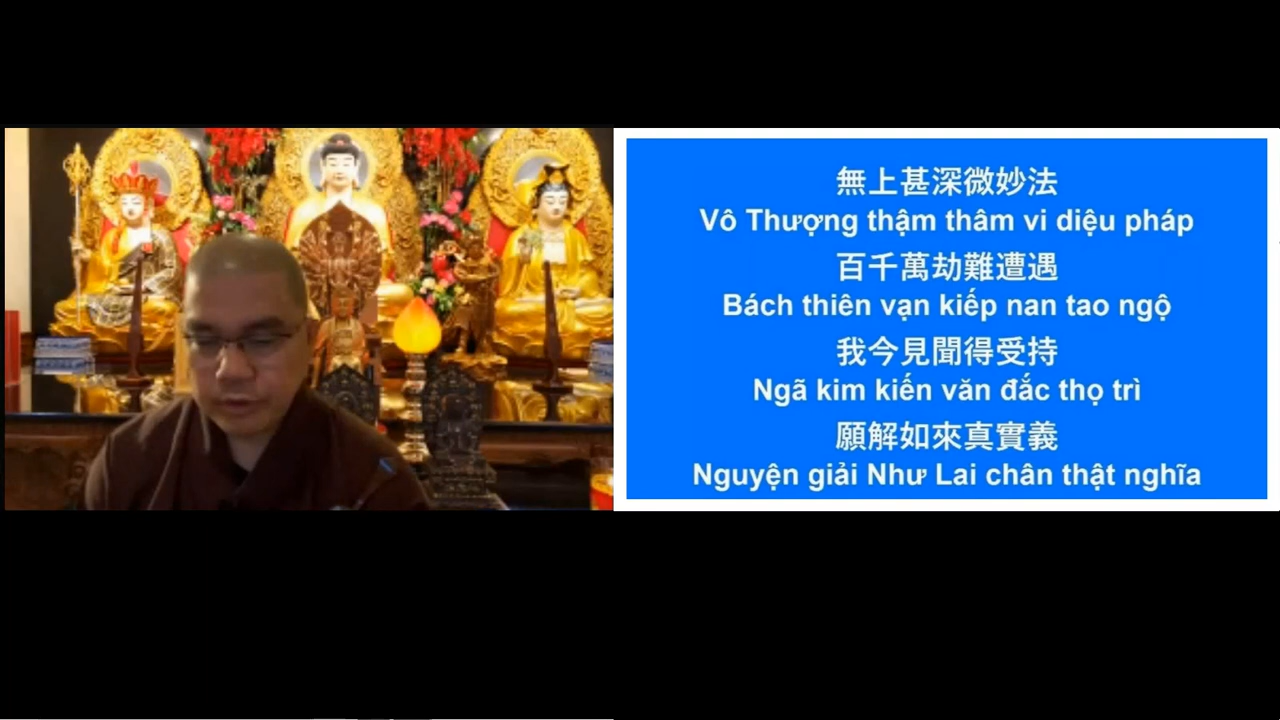 無上甚深微妙法
Vô Thượng thậm thâm vi diệu pháp
百千萬劫難遭遇
Bách thiên vạn kiếp nan tao ngộ
我今見聞得受持
Ngã kim kiến văn đắc thọ trì
願解如來真實義
Nguyện giải Như Lai chân thật nghĩa